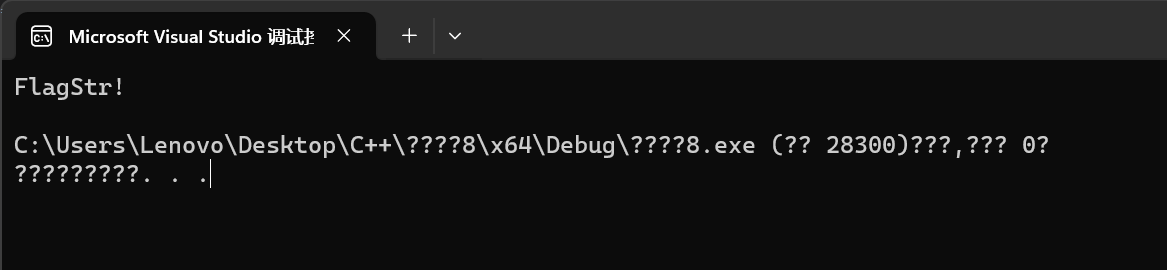 Microsoft Visual Studio 调试
FlagStr!
C:\Users\Lenovo\Desktop\C++\????8\x64\Debug\????8.exe (?? 28300)???,??? 0?
?????????. . .